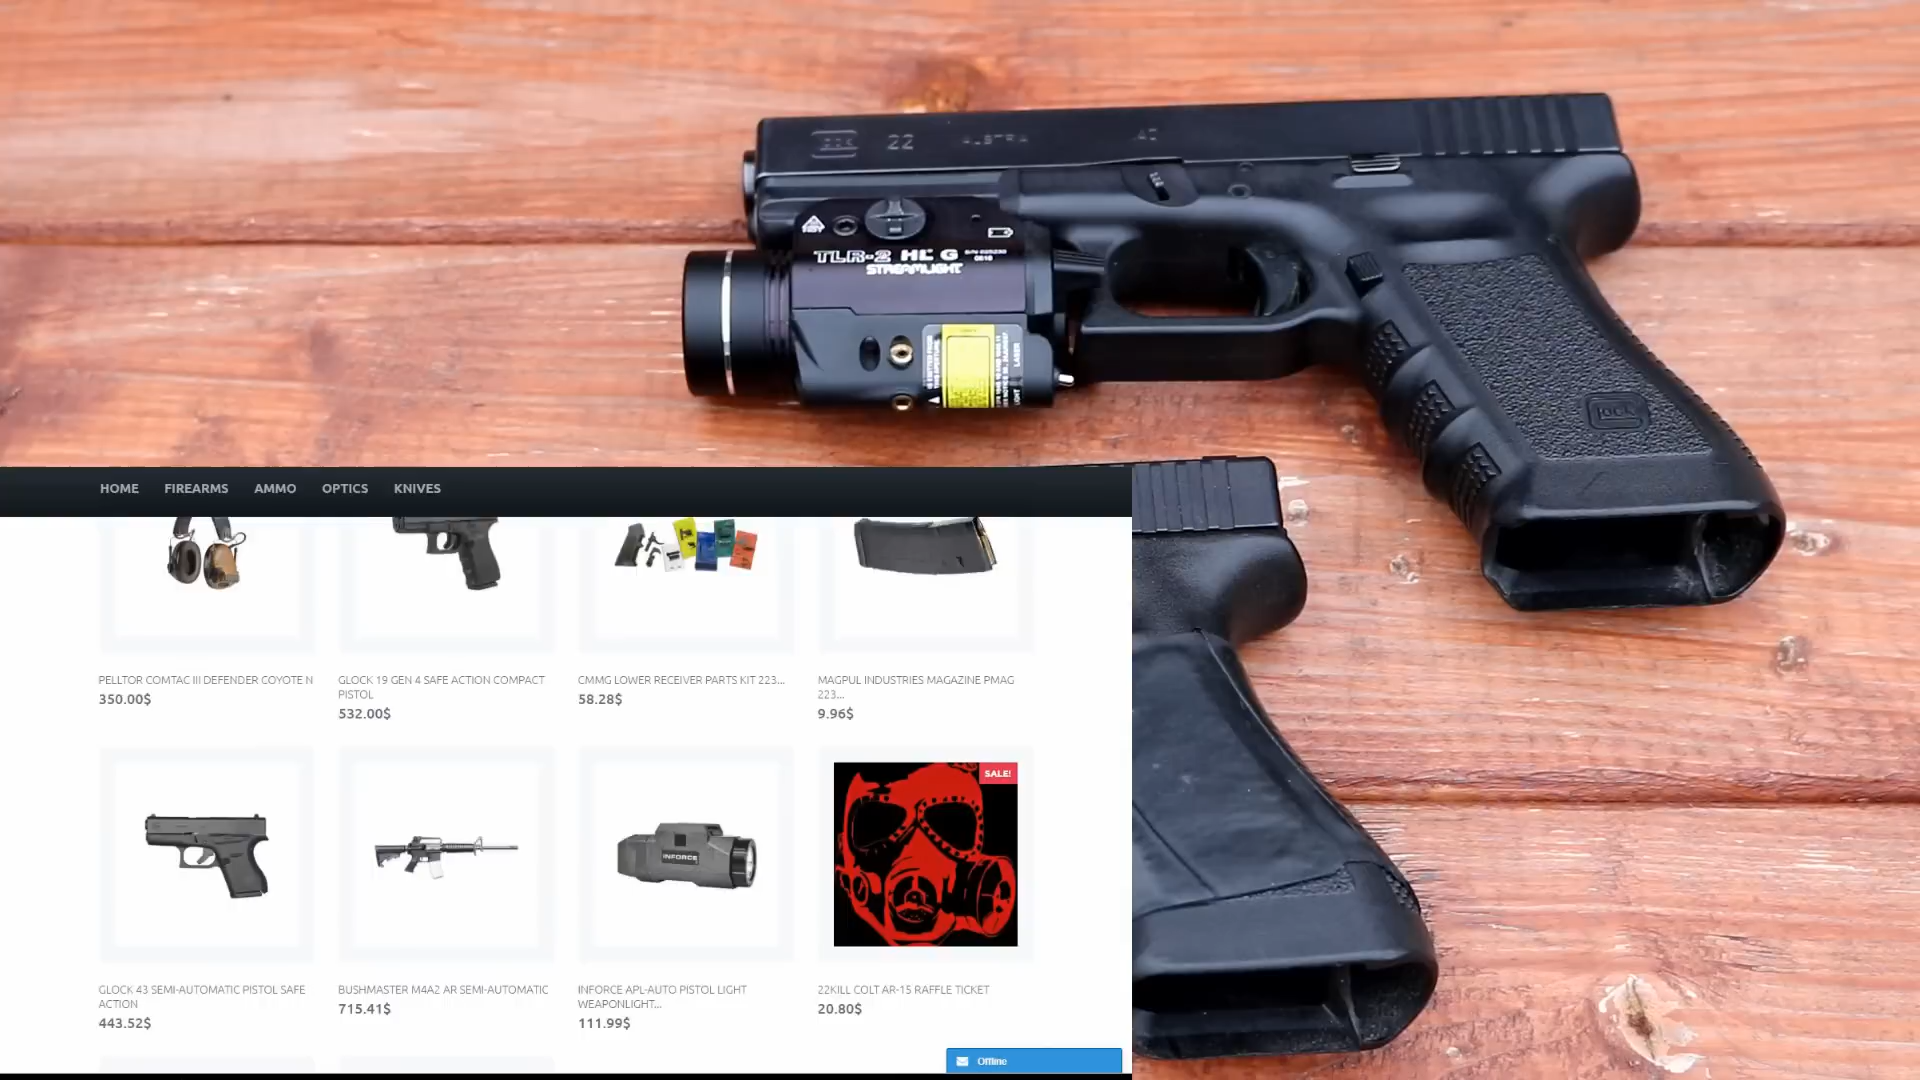 22
TLR-2 HL G
STREAMLIGHT
LASER
LIGHT
GLOCK
HOME FIREARMS AMMO OPTICS KNIVES
PELLTOR COMTAC III DEFENDER COYOTE N
350.00$
GLOCK 19 GEN 4 SAFE ACTION COMPACT
PISTOL
532.00$
CMMG LOWER RECEIVER PARTS KIT 223...
58.28$
MAGPUL INDUSTRIES MAGAZINE PMAG
223...
9.96$
INFORCE
SALE!
GLOCK 43 SEMI-AUTOMATIC PISTOL SAFE
ACTION
443.52$
BUSHMASTER M4A2 AR SEMI-AUTOMATIC
715.41$
INFORCE APL-AUTO PISTOL LIGHT
WEAPONLIGHT...
111.99$
22KILL COLT AR-15 RAFFLE TICKET
20.80$
Offline